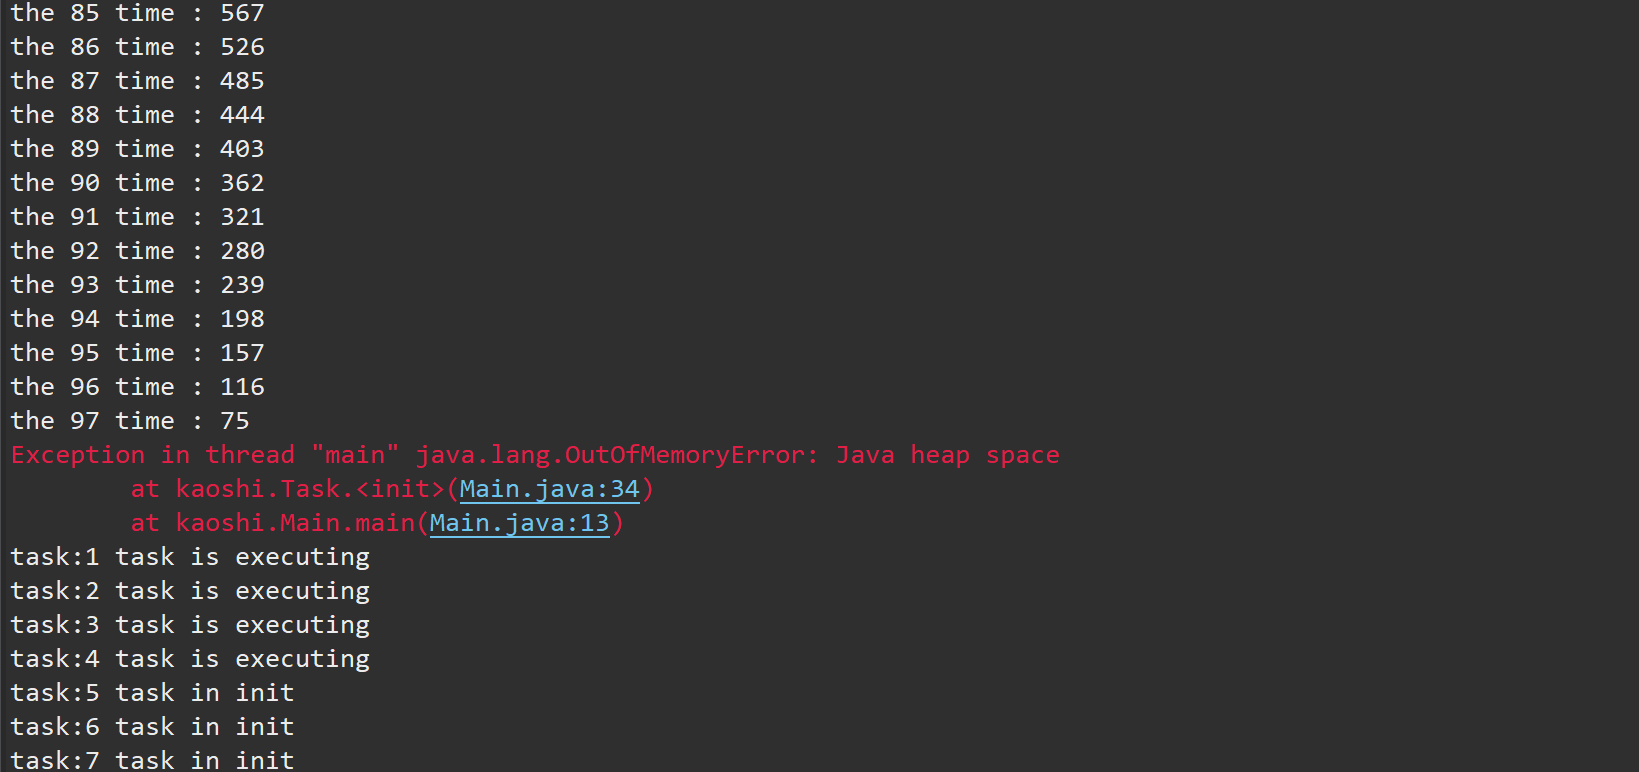 the 85 time : 567
the 86 time : 526
the 87 time : 485
the 88 time : 444
the 89 time : 403
the 90 time : 362
the 91 time : 321
the 92 time : 280
the 93 time : 239
the 94 time : 198
the 95 time : 157
the 96 time : 116
the 97 time : 75
Exception in thread "main" java.lang.OutOfMemoryError: Java heap space
        at kaoshi.Task.<init>(Main.java:34)
        at kaoshi.Main.main(Main.java:13)
task:1 task is executing
task:2 task is executing
task:3 task is executing
task:4 task is executing
task:5 task in init
task:6 task in init
task:7 task in init